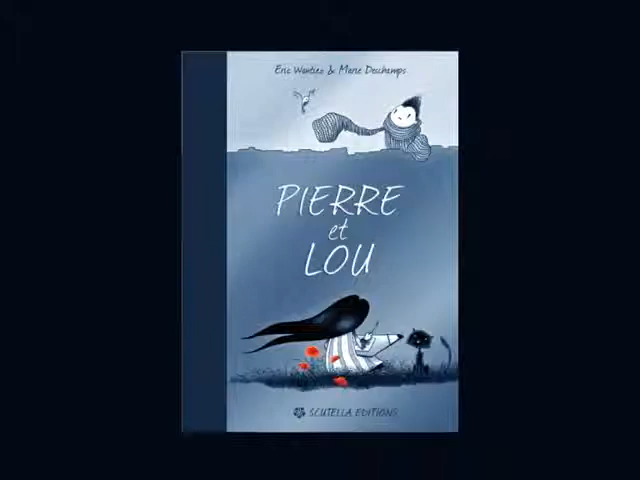 Eric Wantiez & Marie Deschamps
PIERRE
et
LOU
SCUTELLA EDITIONS